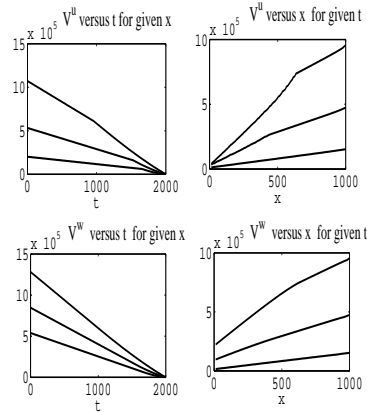 V^u versus t for given x
x 10^5
15
10
5
0
0 1000 2000
t
V^u versus x for given t
x 10^5
10
5
0
0 500 1000
x
V^w versus t for given x
x 10^5
15
10
5
0
0 1000 2000
t
V^w versus x for given t
x 10^5
10
5
0
0 500 1000
x